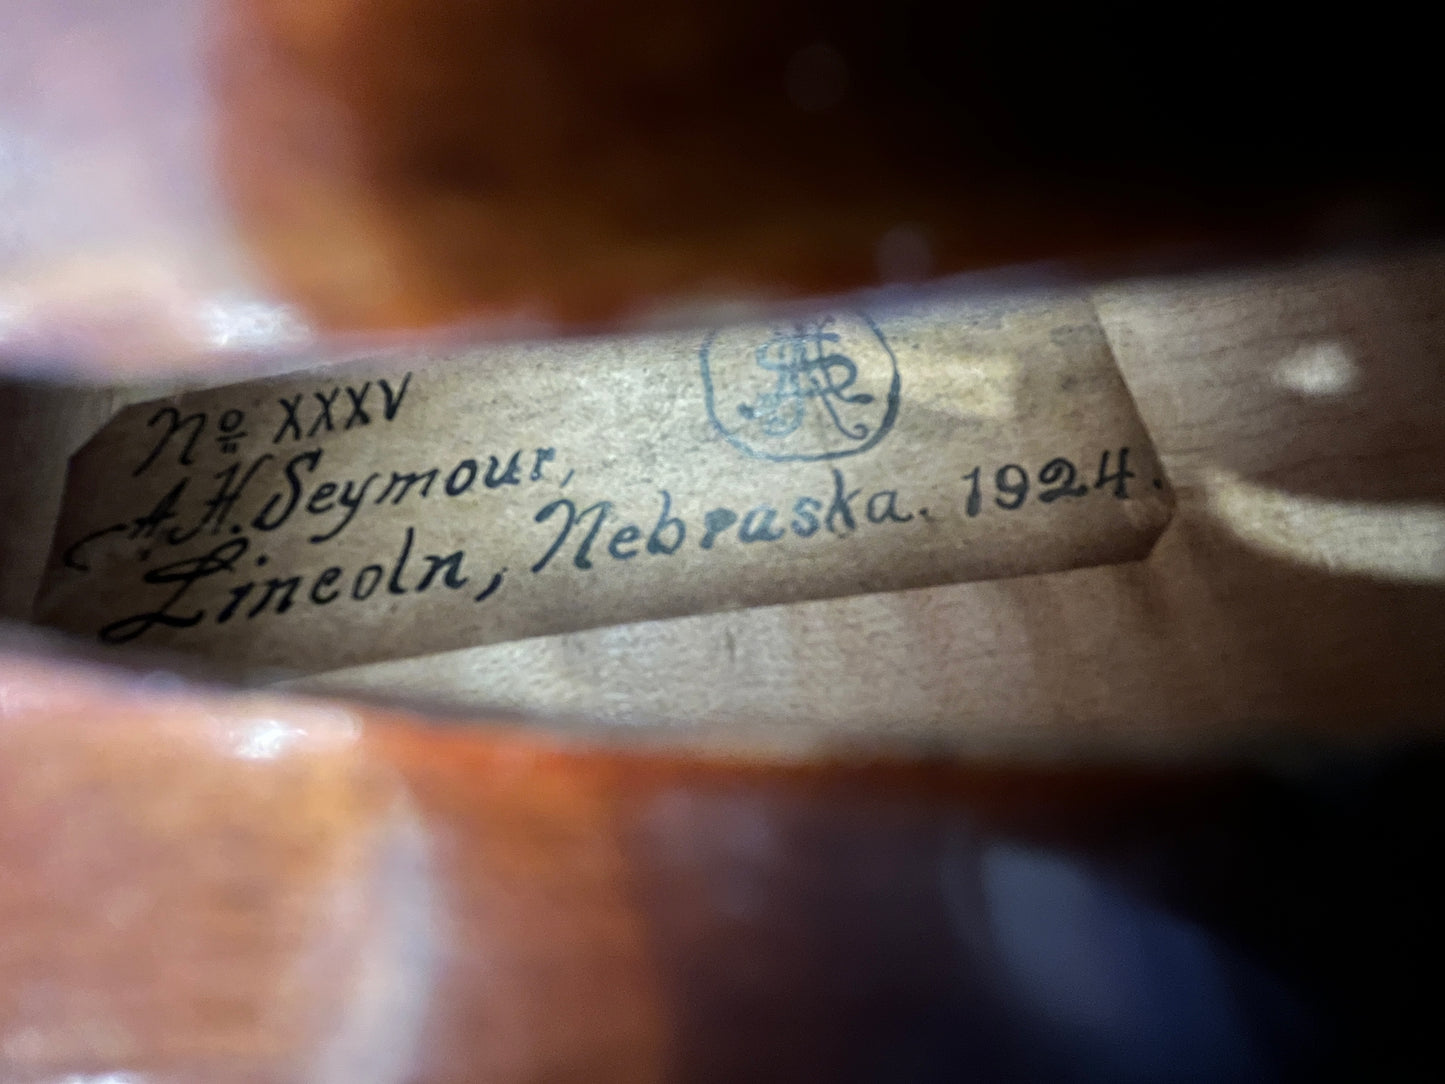 Nº XXXV
A.H. Seymour,
Lincoln, Nebraska. 1924.